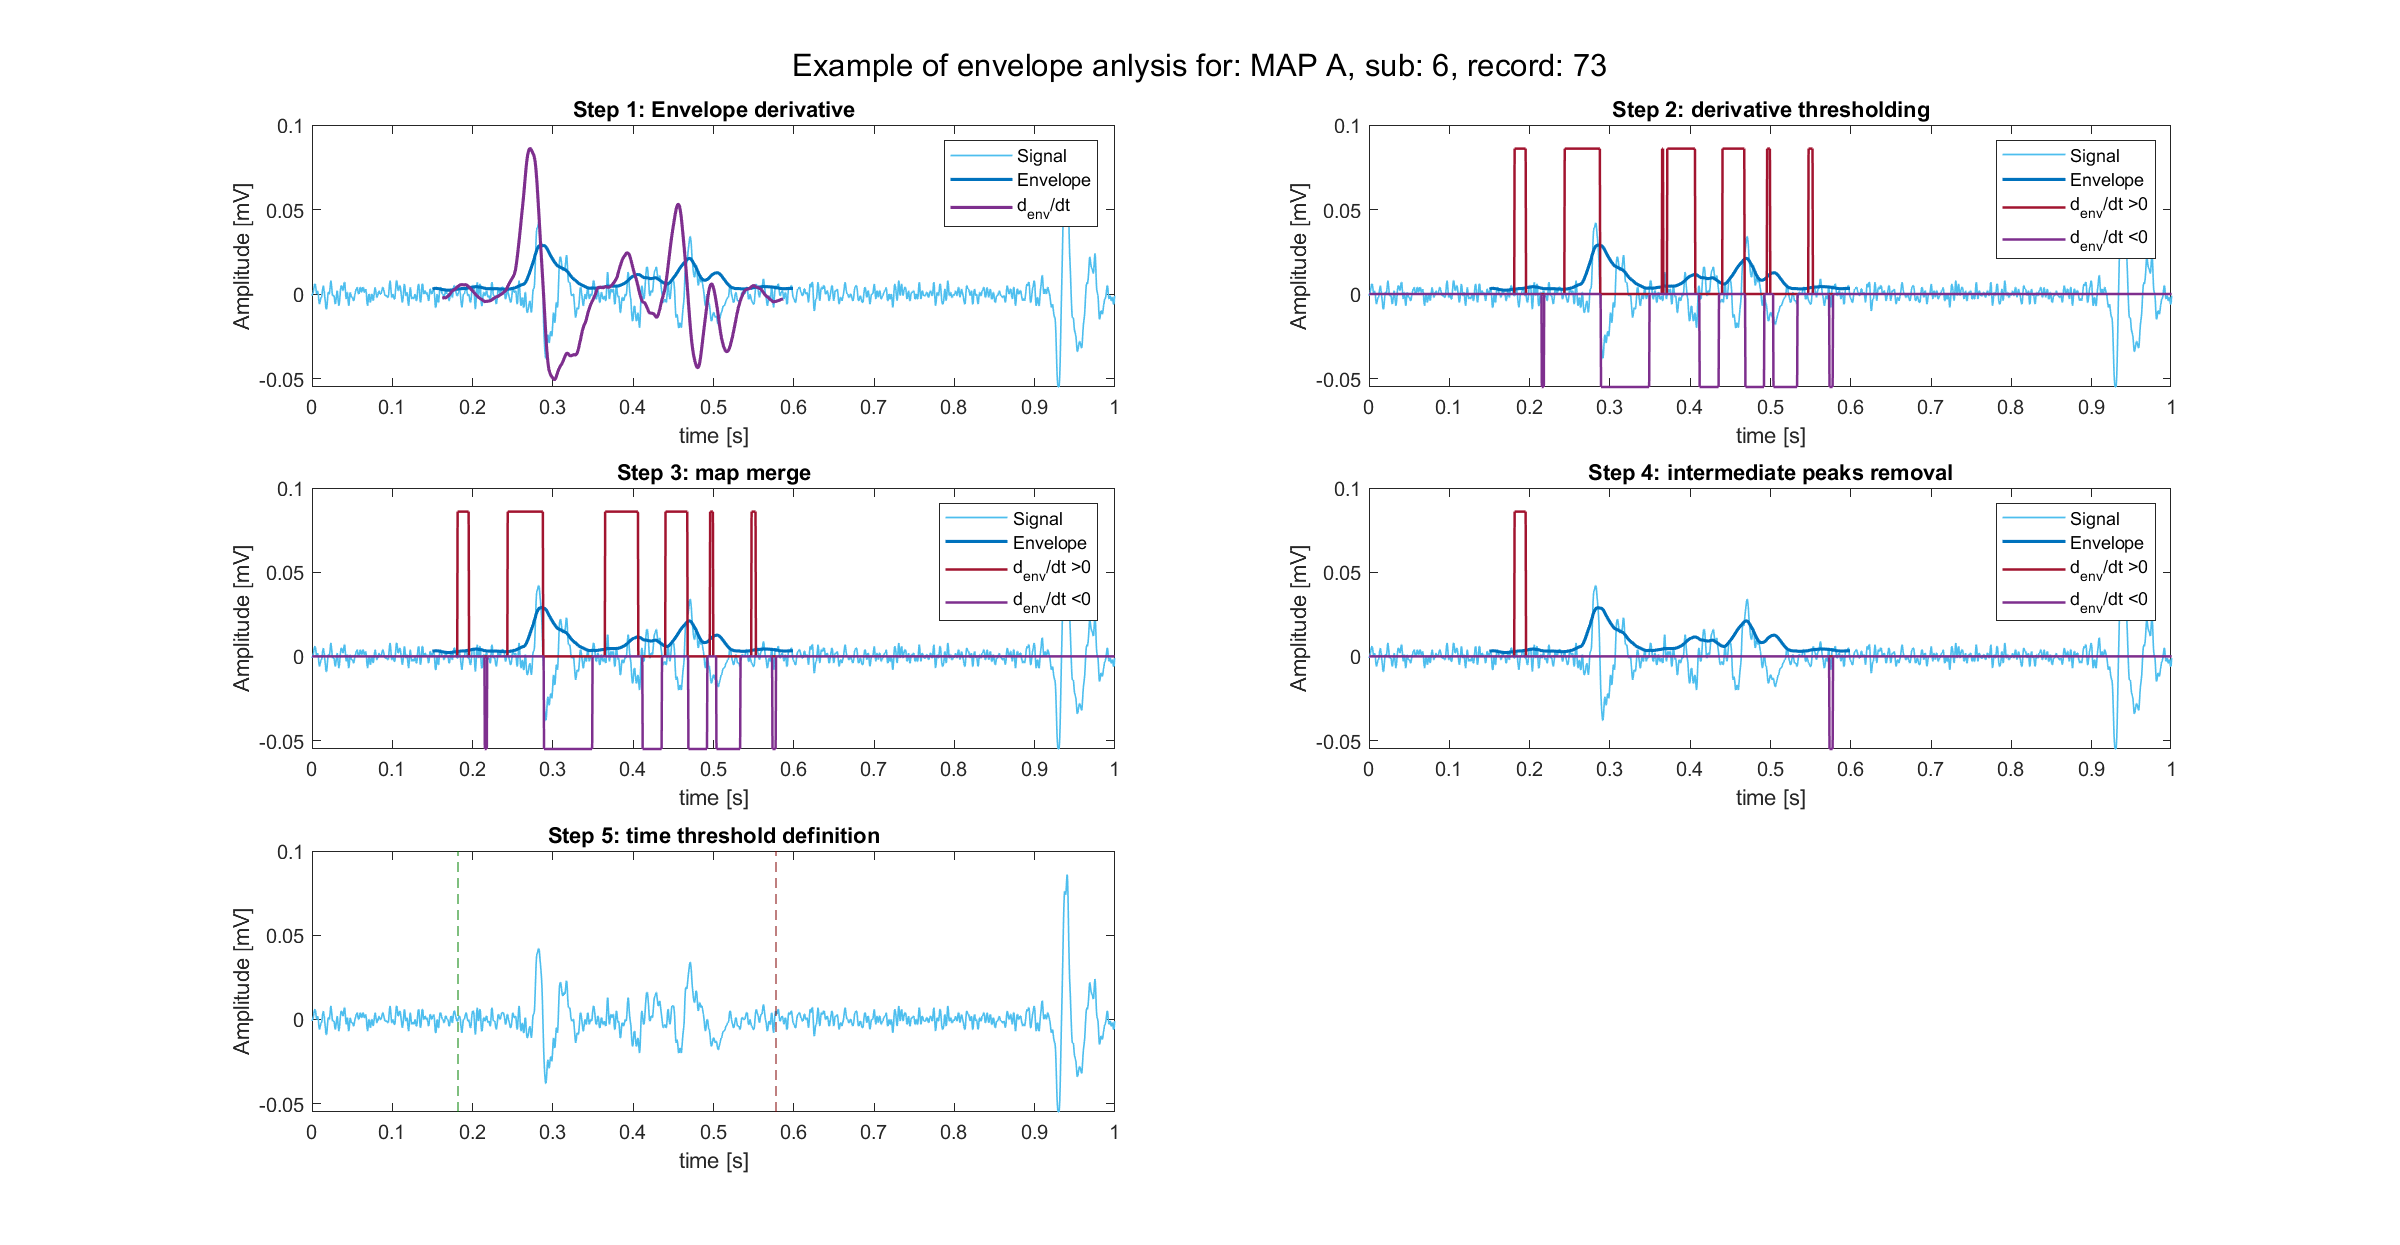 Example of envelope anlysis for: MAP A, sub: 6, record: 73
Step 1: Envelope derivative
0.1
0.05
0
-0.05
Amplitude [mV]
0 0.1 0.2 0.3 0.4 0.5 0.6 0.7 0.8 0.9 1
time [s]
Signal
Envelope
d_env/dt
Step 2: derivative thresholding
0.1
0.05
0
-0.05
Amplitude [mV]
0 0.1 0.2 0.3 0.4 0.5 0.6 0.7 0.8 0.9 1
time [s]
Signal
Envelope
d_env/dt >0
d_env/dt <0
Step 3: map merge
0.1
0.05
0
-0.05
Amplitude [mV]
0 0.1 0.2 0.3 0.4 0.5 0.6 0.7 0.8 0.9 1
time [s]
Signal
Envelope
d_env/dt >0
d_env/dt <0
Step 4: intermediate peaks removal
0.1
0.05
0
-0.05
Amplitude [mV]
0 0.1 0.2 0.3 0.4 0.5 0.6 0.7 0.8 0.9 1
time [s]
Signal
Envelope
d_env/dt >0
d_env/dt <0
Step 5: time threshold definition
0.1
0.05
0
-0.05
Amplitude [mV]
0 0.1 0.2 0.3 0.4 0.5 0.6 0.7 0.8 0.9 1
time [s]